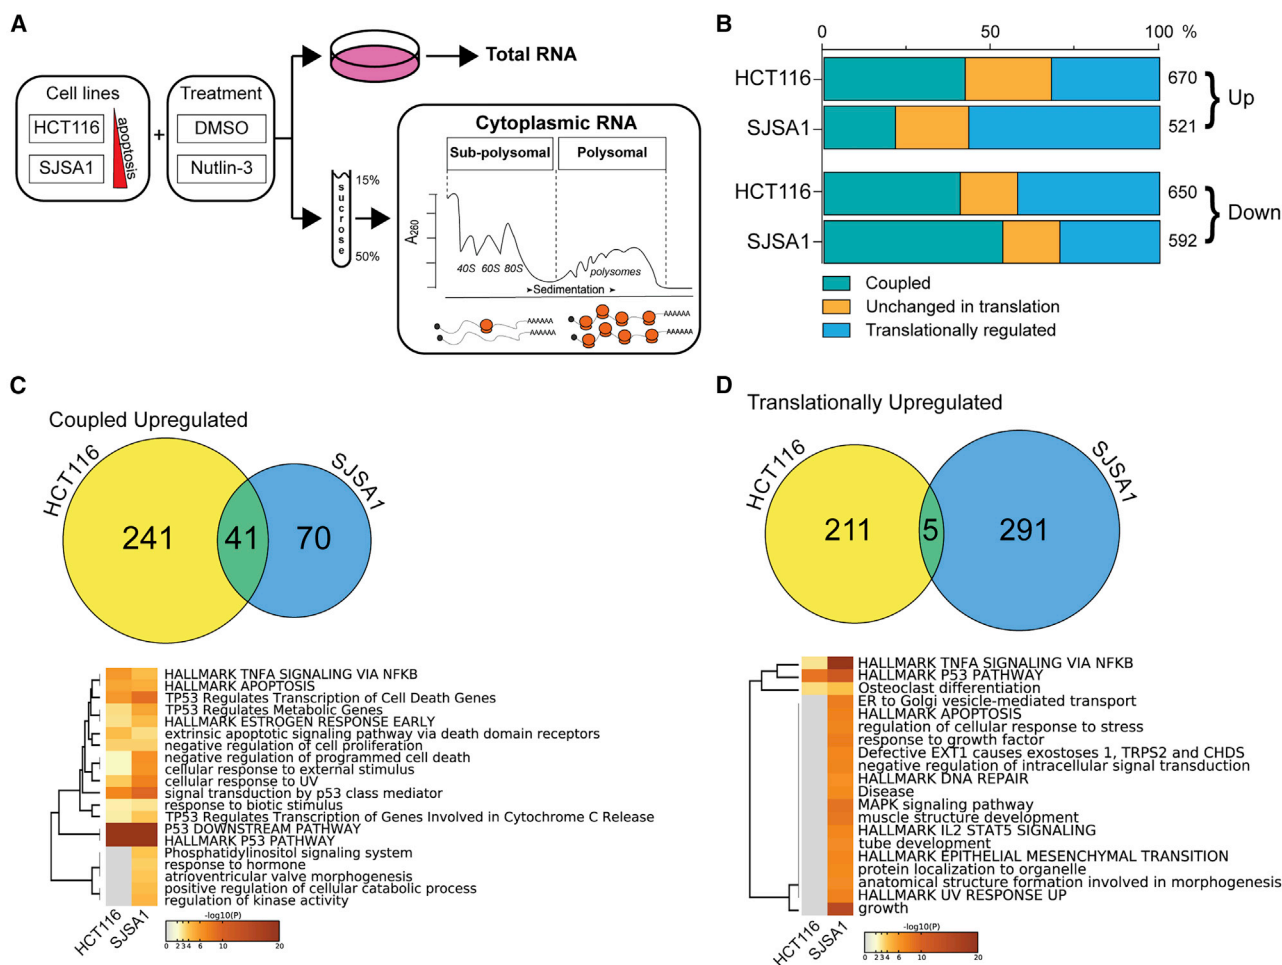 A
Cell lines
HCT116
SJSA1
apoptosis
+
Treatment
DMSO
Nutlin-3
Total RNA
sucrose
15%
50%
Cytoplasmic RNA
Sub-polysomal
Polysomal
A260
40S 60S 80S
polysomes
Sedimentation
AAAAAA
AAAAAA
AAAAAA
AAAAAA
B
0 50 100 %
HCT116 670
SJSA1 521
Up
HCT116 650
SJSA1 592
Down
Coupled
Unchanged in translation
Translationally regulated
C
Coupled Upregulated
HCT116
SJSA1
241 41 70
HALLMARK TNFA SIGNALING VIA NFKB
HALLMARK APOPTOSIS
TP53 Regulates Transcription of Cell Death Genes
TP53 Regulates Metabolic Genes
HALLMARK ESTROGEN RESPONSE EARLY
extrinsic apoptotic signaling pathway via death domain receptors
negative regulation of cell proliferation
negative regulation of programmed cell death
cellular response to external stimulus
cellular response to UV
signal transduction by p53 class mediator
response to biotic stimulus
TP53 Regulates Transcription of Genes Involved in Cytochrome C Release
P53 DOWNSTREAM PATHWAY
HALLMARK P53 PATHWAY
Phosphatidylinositol signaling system
response to hormone
atrioventricular valve morphogenesis
positive regulation of cellular catabolic process
regulation of kinase activity
HCT116
SJSA1
-log10(P)
0 2 3 4 6 10 20
D
Translationally Upregulated
HCT116
SJSA1
211 5 291
HALLMARK TNFA SIGNALING VIA NFKB
HALLMARK P53 PATHWAY
Osteoclast differentiation
ER to Golgi vesicle-mediated transport
HALLMARK APOPTOSIS
regulation of cellular response to stress
response to growth factor
Defective EXT1 causes exostoses 1, TRPS2 and CHDS
negative regulation of intracellular signal transduction
HALLMARK DNA REPAIR
Disease
MAPK signaling pathway
muscle structure development
HALLMARK IL2 STAT5 SIGNALING
tube development
HALLMARK EPITHELIAL MESENCHYMAL TRANSITION
protein localization to organelle
anatomical structure formation involved in morphogenesis
HALLMARK UV RESPONSE UP
growth
HCT116
SJSA1
-log10(P)
0 2 3 4 6 10 20